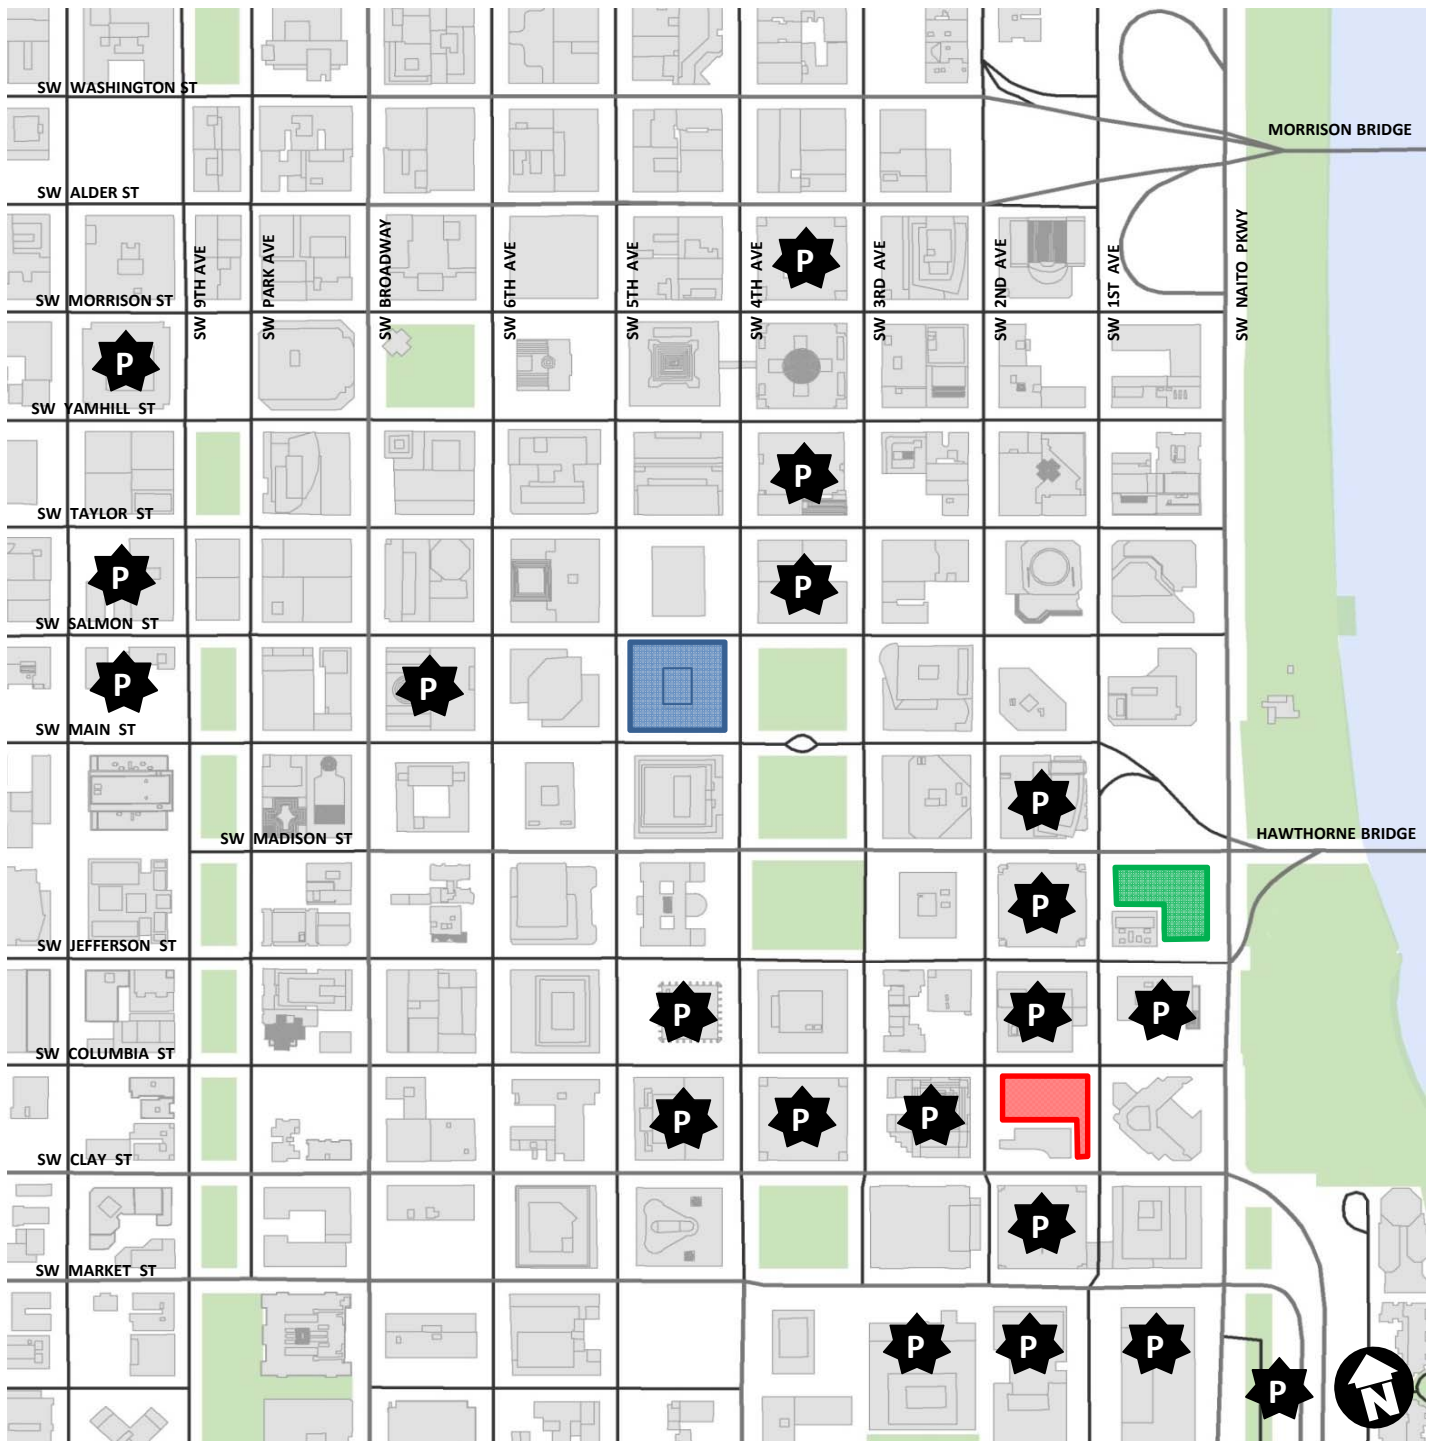 SW WASHINGTON ST
MORRISON BRIDGE
SW ALDER ST
SW 9TH AVE
SW PARK AVE
SW BROADWAY
SW 6TH AVE
SW 5TH AVE
SW 4TH AVE
SW 3RD AVE
SW 2ND AVE
SW 1ST AVE
SW NAITO PKWY
P
SW MORRISON ST
P
SW YAMHILL ST
P
SW TAYLOR ST
P
P
SW SALMON ST
P
P
SW MAIN ST
P
SW MADISON ST
HAWTHORNE BRIDGE
P
SW JEFFERSON ST
P
P
P
SW COLUMBIA ST
P
P
P
SW CLAY ST
P
SW MARKET ST
P
P
P
P
N